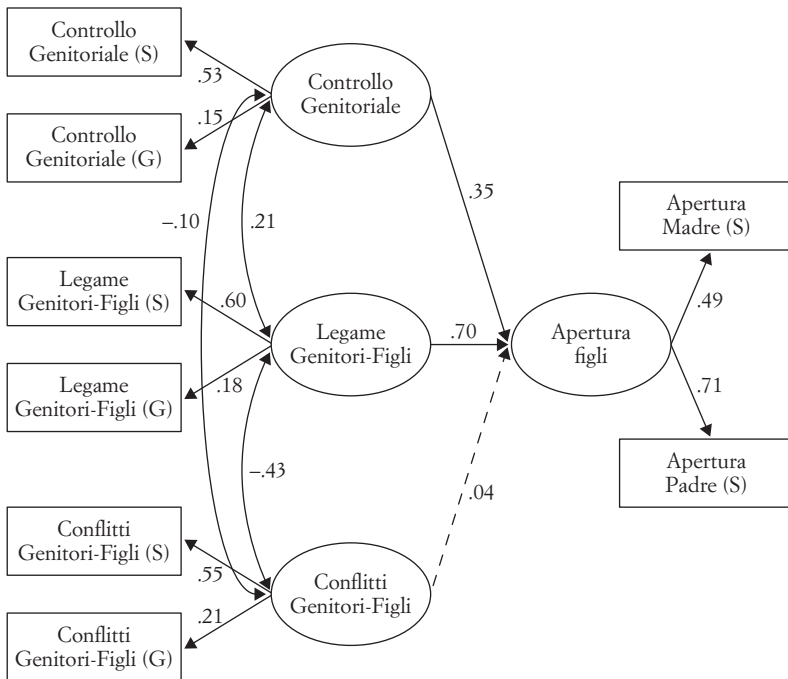 Controllo
Genitoriale (S)
.53
Controllo
Genitoriale
.15
Controllo
Genitoriale (G)
.35
–.10
.21
Apertura
Madre (S)
Legame
Genitori-Figli (S)
.60
Legame
Genitori-Figli
.70
Apertura
figli
.49
.18
Legame
Genitori-Figli (G)
.71
–.43
.04
Apertura
Padre (S)
Conflitti
Genitori-Figli (S)
.55
Conflitti
Genitori-Figli
.21
Conflitti
Genitori-Figli (G)